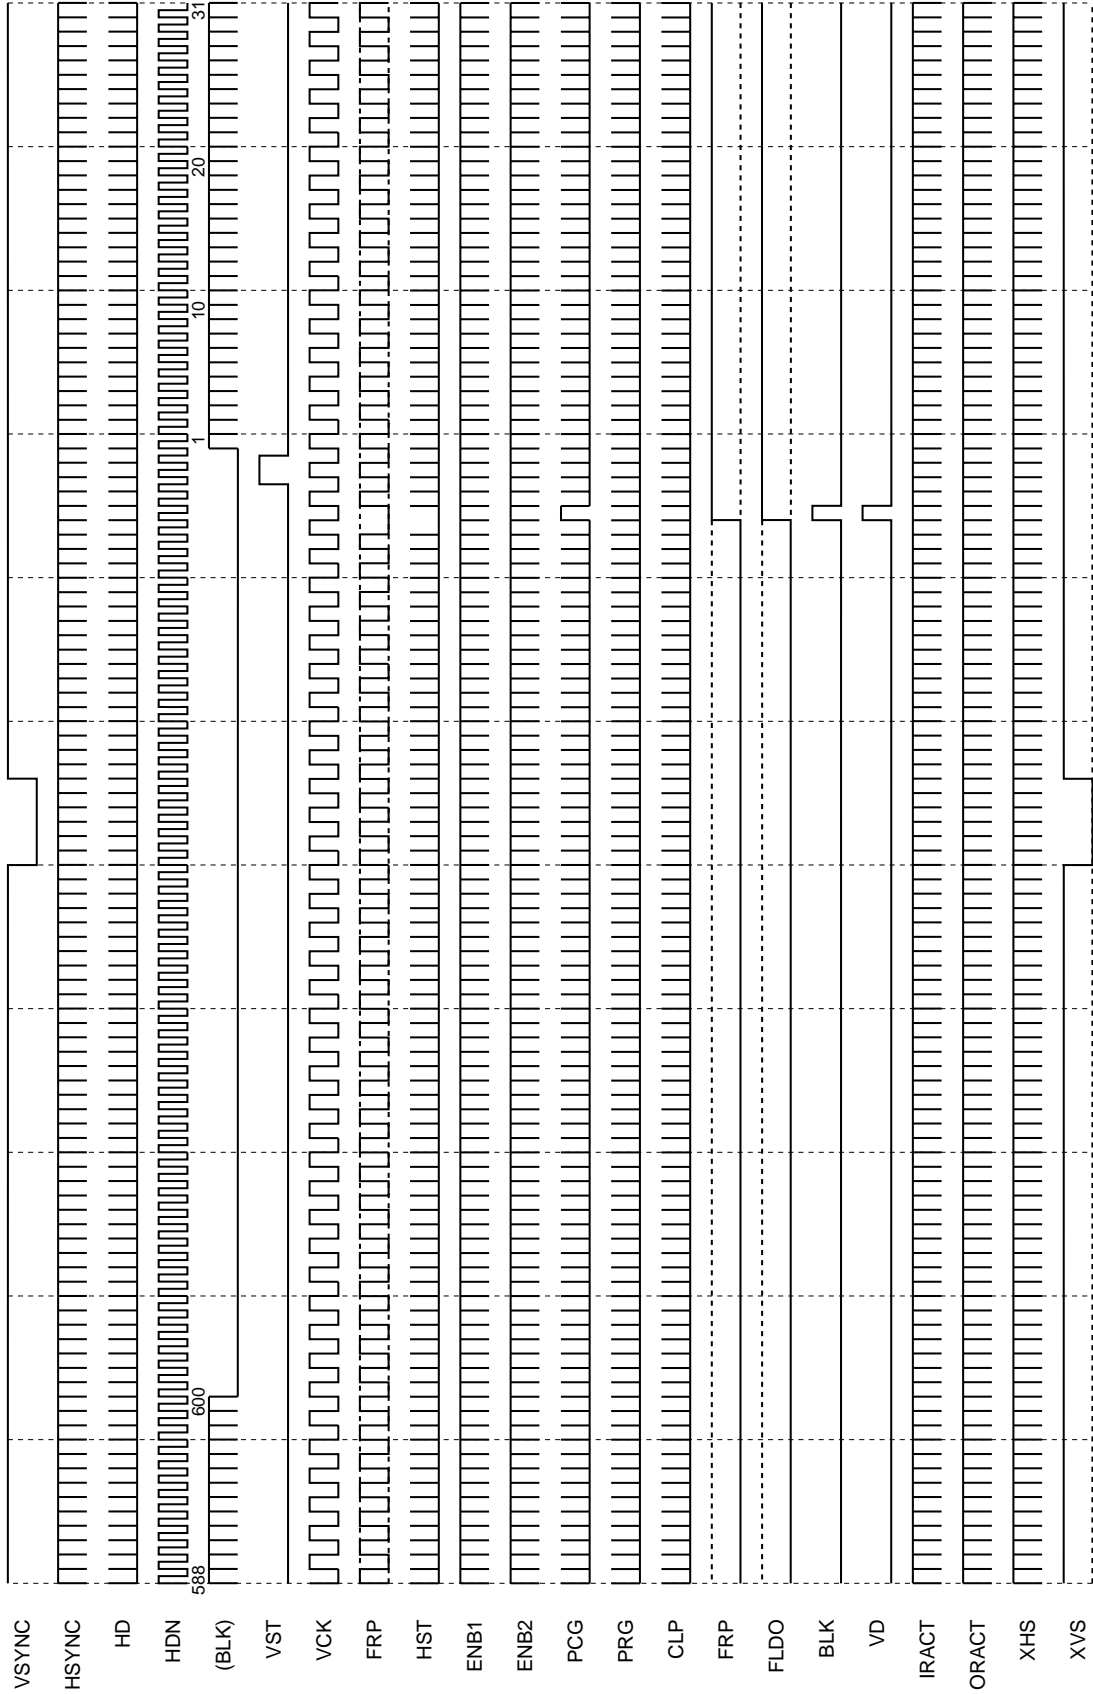 VSYNC
HSYNC
HD
HDN
588
600
1
10
20
31
(BLK)
VST
VCK
FRP
HST
ENB1
ENB2
PCG
PRG
CLP
FRP
FLDO
BLK
VD
IRACT
ORACT
XHS
XVS